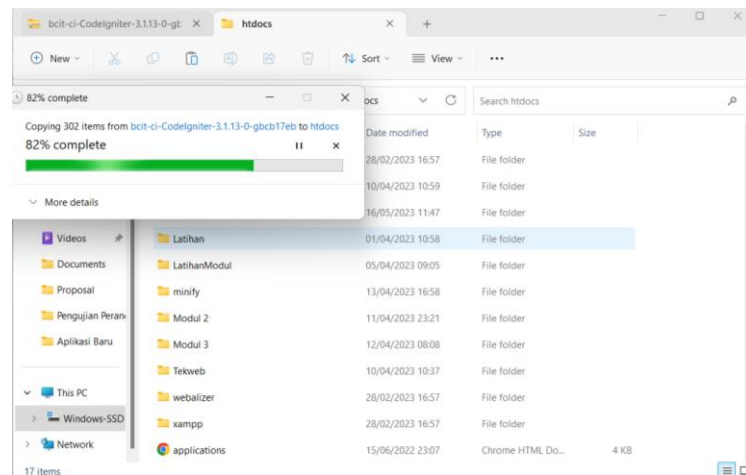 bcit-ci-CodeIgniter-3.1.13-0-gb
htdocs
New
Sort
View
82% complete
ocs
Search htdocs
Copying 302 items from bcit-ci-CodeIgniter-3.1.13-0-gbcb17eb to htdocs
82% complete
More details
Date modified Type Size
28/02/2023 16:57 File folder
10/04/2023 10:59 File folder
16/05/2023 11:47 File folder
Videos
Documents
Proposal
Pengujian Peran
Aplikasi Baru
This PC
Windows-SSD
Network
Latihan 01/04/2023 10:58 File folder
LatihanModul 05/04/2023 09:05 File folder
minify 13/04/2023 16:58 File folder
Modul 2 11/04/2023 23:21 File folder
Modul 3 12/04/2023 08:08 File folder
Tekweb 10/04/2023 10:37 File folder
webalizer 28/02/2023 16:57 File folder
xampp 28/02/2023 16:57 File folder
applications 15/06/2022 23:07 Chrome HTML Do... 4 KB
17 items